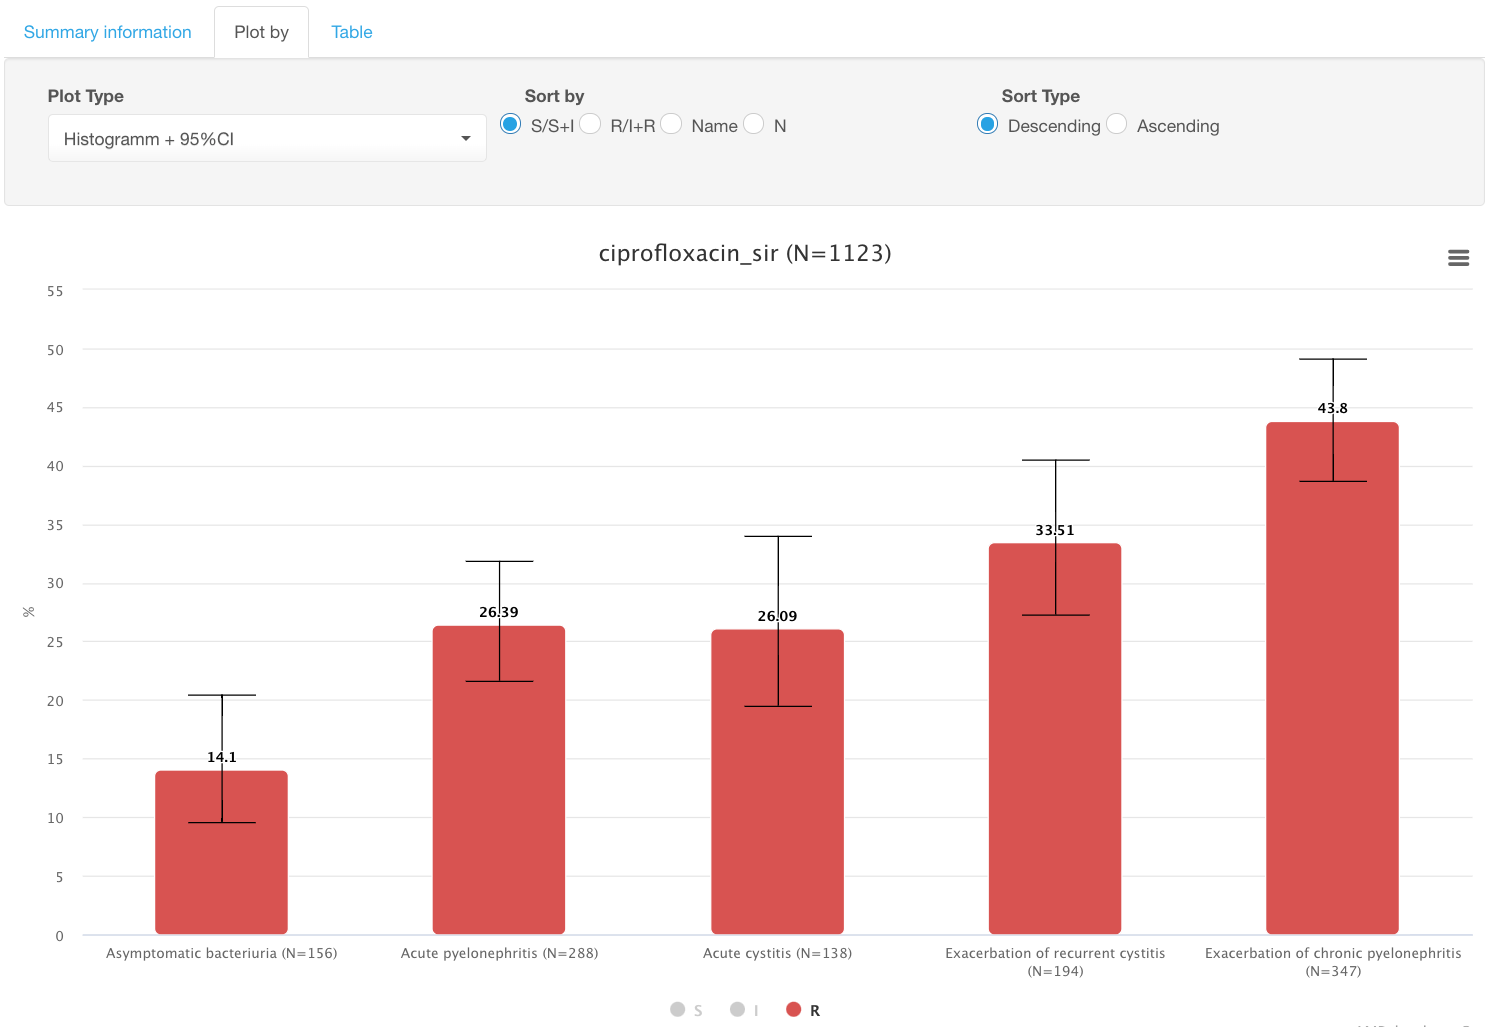 Summary information Plot by Table
Plot Type Sort by Sort Type
Histogramm + 95%CI S/S+I R/I+R Name N Descending Ascending
ciprofloxacin_sir (N=1123)
55
50
45
40
35
30
25
20
15
10
5
0
%
14.1
26.39
26.09
33.51
43.8
Asymptomatic bacteriuria (N=156)
Acute pyelonephritis (N=288)
Acute cystitis (N=138)
Exacerbation of recurrent cystitis
(N=194)
Exacerbation of chronic pyelonephritis
(N=347)
S I R